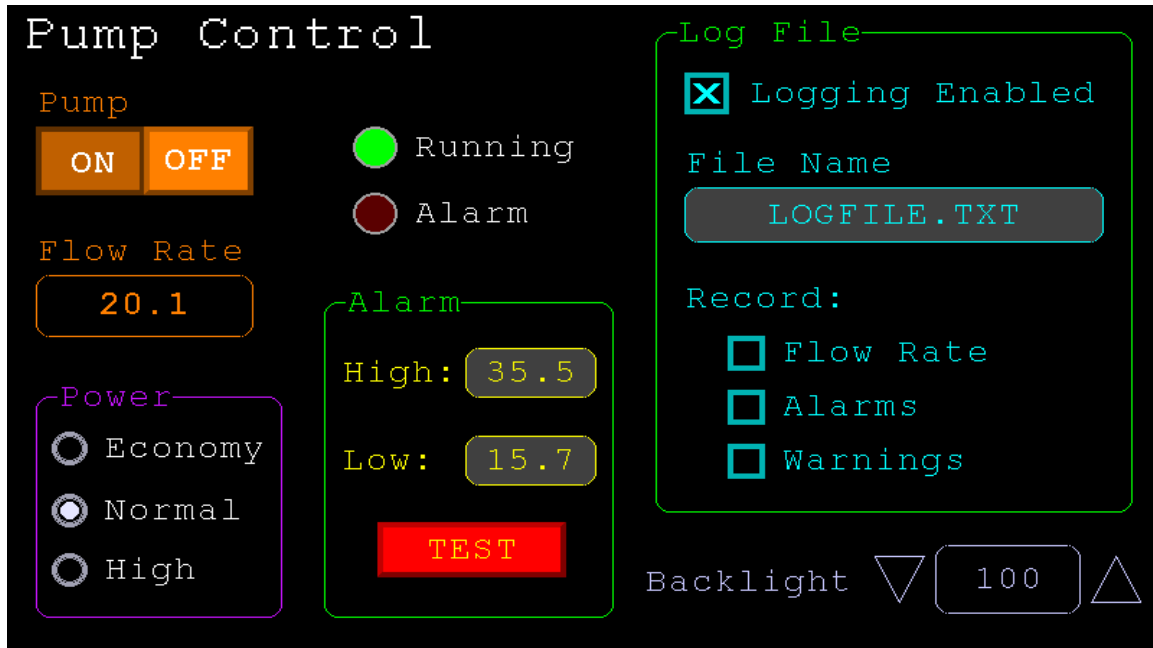 Pump Control
Pump
ON OFF
Running
Alarm
Flow Rate
20.1
Power
Economy
Normal
High
Alarm
High: 35.5
Low: 15.7
TEST
Log File
Logging Enabled
File Name
LOGFILE.TXT
Record:
Flow Rate
Alarms
Warnings
Backlight 100